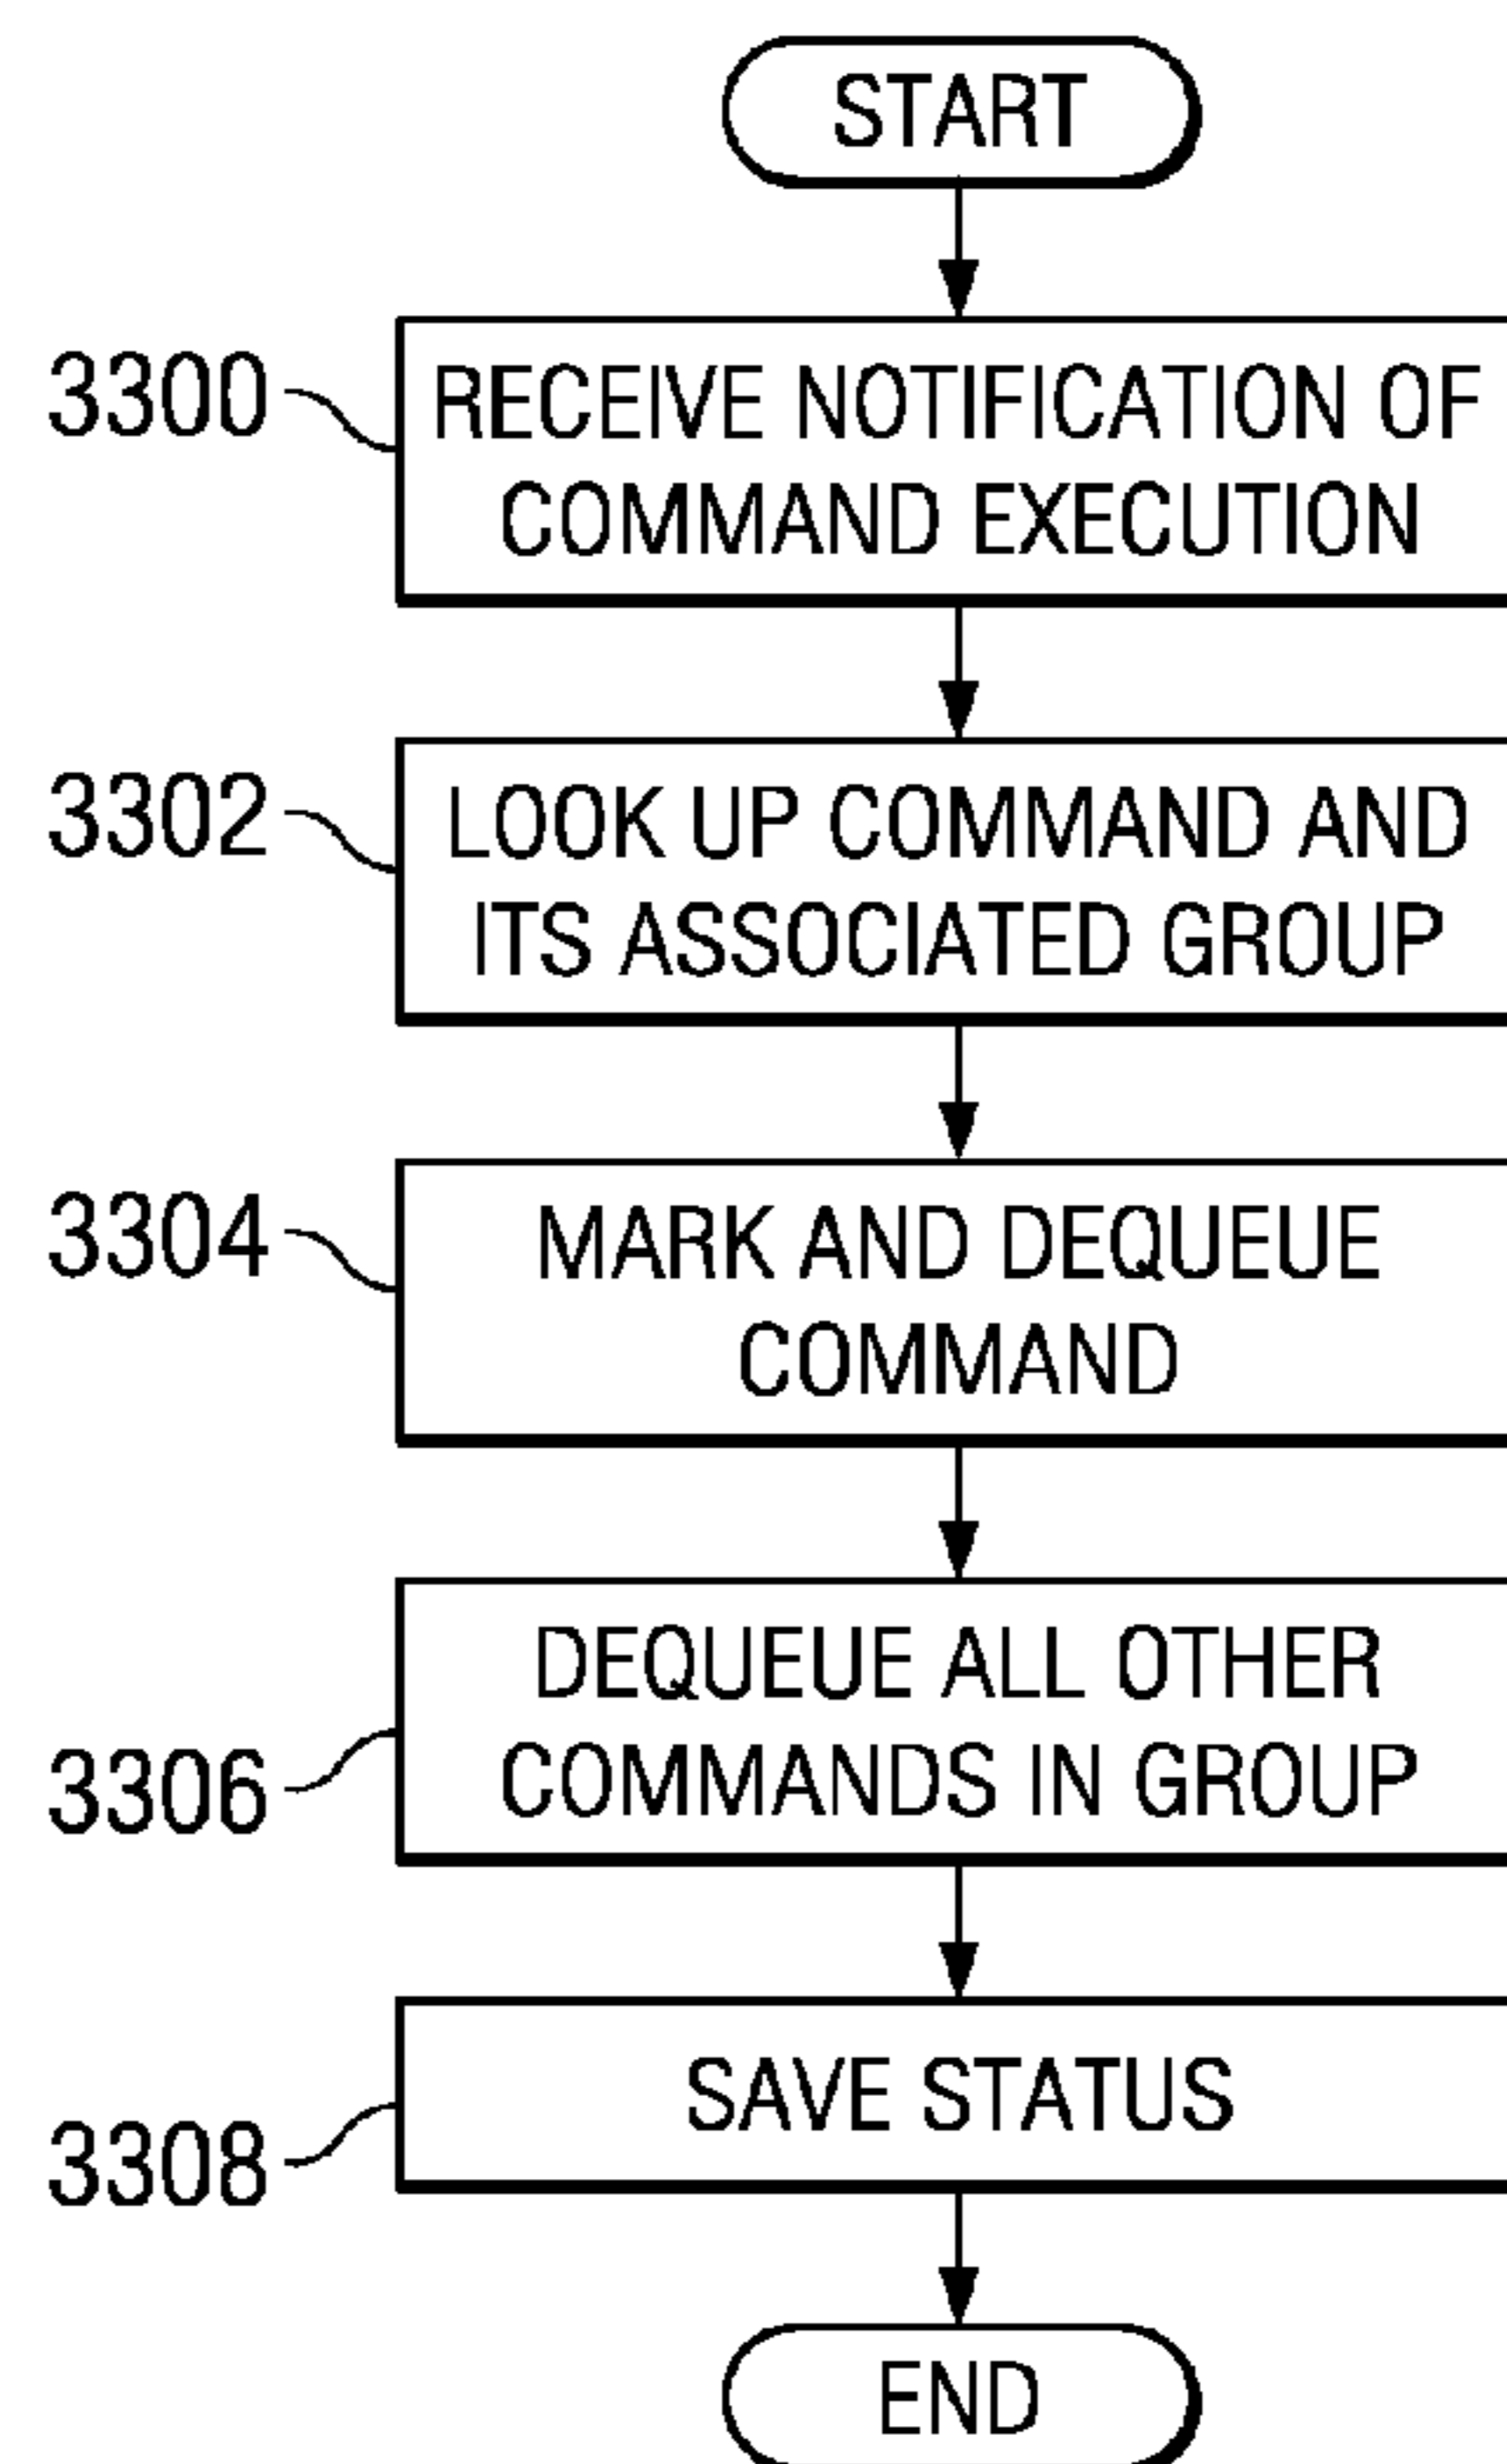 START
3300
RECEIVE NOTIFICATION OF
COMMAND EXECUTION
3302
LOOK UP COMMAND AND
ITS ASSOCIATED GROUP
3304
MARK AND DEQUEUE
COMMAND
3306
DEQUEUE ALL OTHER
COMMANDS IN GROUP
3308
SAVE STATUS
END